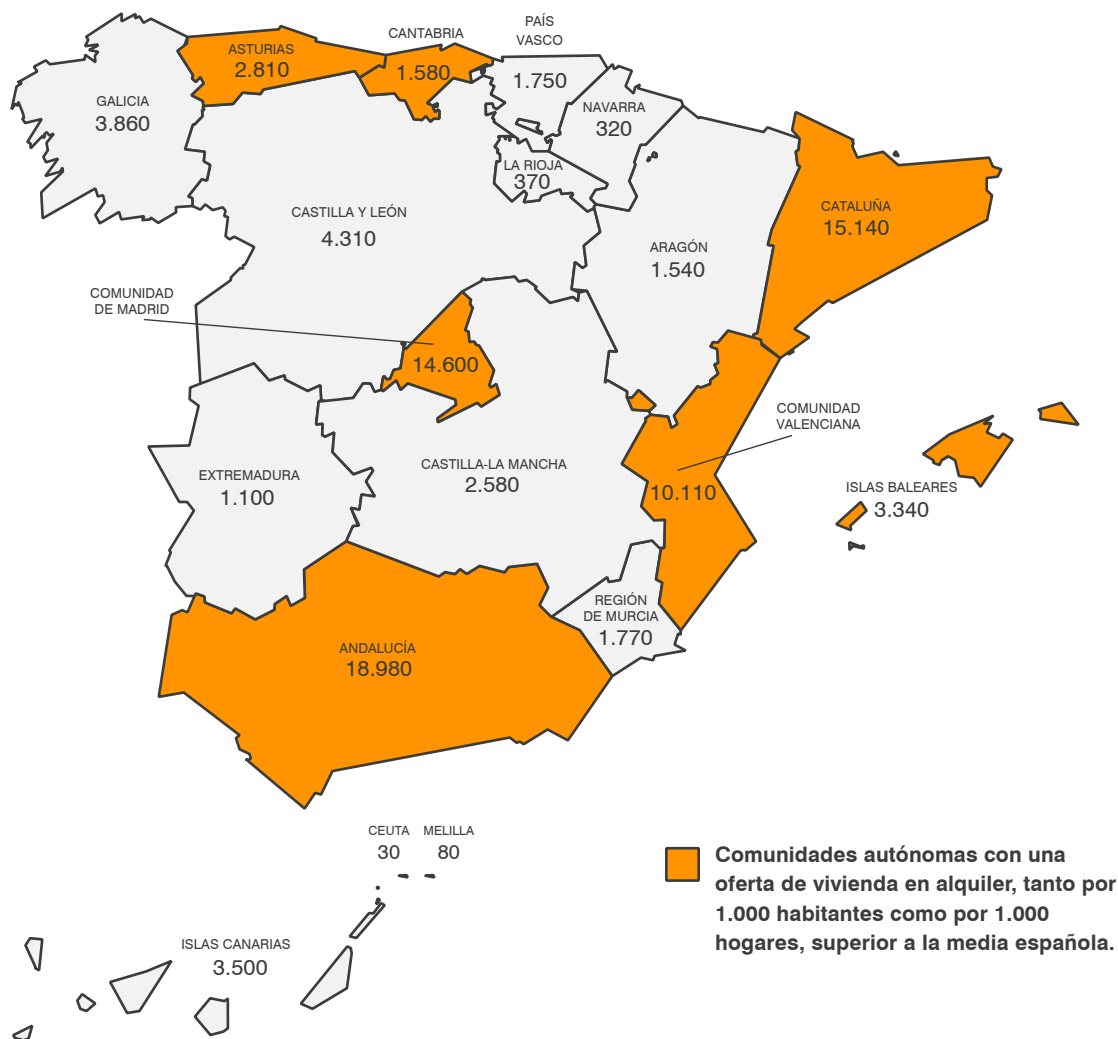 CANTABRIA
1.580
PAÍS
VASCO
1.750
ASTURIAS
2.810
GALICIA
3.860
NAVARRA
320
LA RIOJA
370
CASTILLA Y LEÓN
4.310
CATALUÑA
15.140
ARAGÓN
1.540
COMUNIDAD
DE MADRID
14.600
COMUNIDAD
VALENCIANA
10.110
CASTILLA-LA MANCHA
2.580
EXTREMADURA
1.100
ISLAS BALEARES
3.340
REGIÓN
DE MURCIA
1.770
ANDALUCÍA
18.980
CEUTA
30
MELILLA
80
ISLAS CANARIAS
3.500
Comunidades autónomas con una
oferta de vivienda en alquiler, tanto por
1.000 habitantes como por 1.000
hogares, superior a la media española.